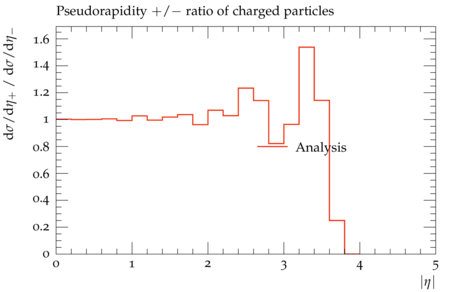 Pseudorapidity +/− ratio of charged particles
dσ/dη₊ / dσ/dη₋
1.6
1.4
1.2
1
0.8
0.6
0.4
0.2
0
Analysis
0 1 2 3 4 5
|η|